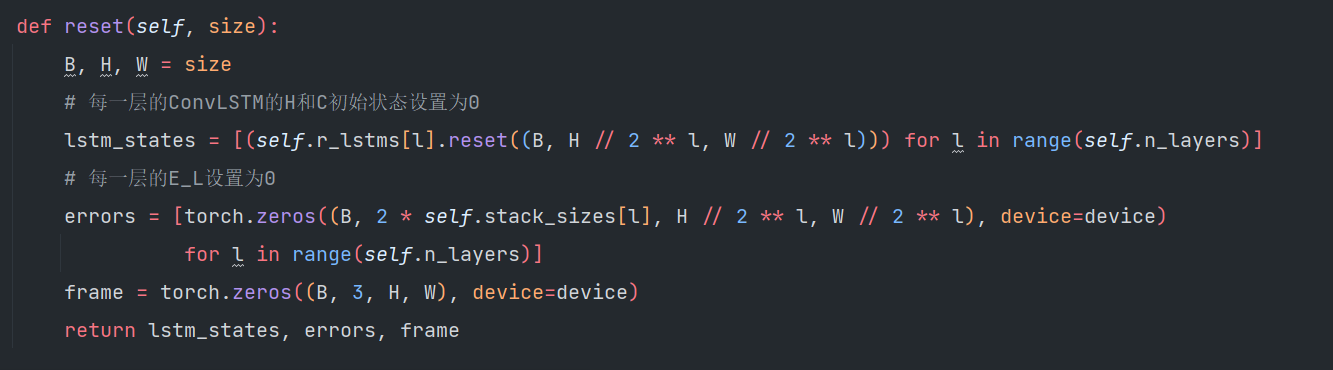 def reset(self, size):
    B, H, W = size
    # 每一层的ConvLSTM的H和C初始状态设置为0
    lstm_states = [(self.r_lstms[l].reset((B, H // 2 ** l, W // 2 ** l))) for l in range(self.n_layers)]
    # 每一层的E_L设置为0
    errors = [torch.zeros((B, 2 * self.stack_sizes[l], H // 2 ** l, W // 2 ** l), device=device)
              for l in range(self.n_layers)]
    frame = torch.zeros((B, 3, H, W), device=device)
    return lstm_states, errors, frame